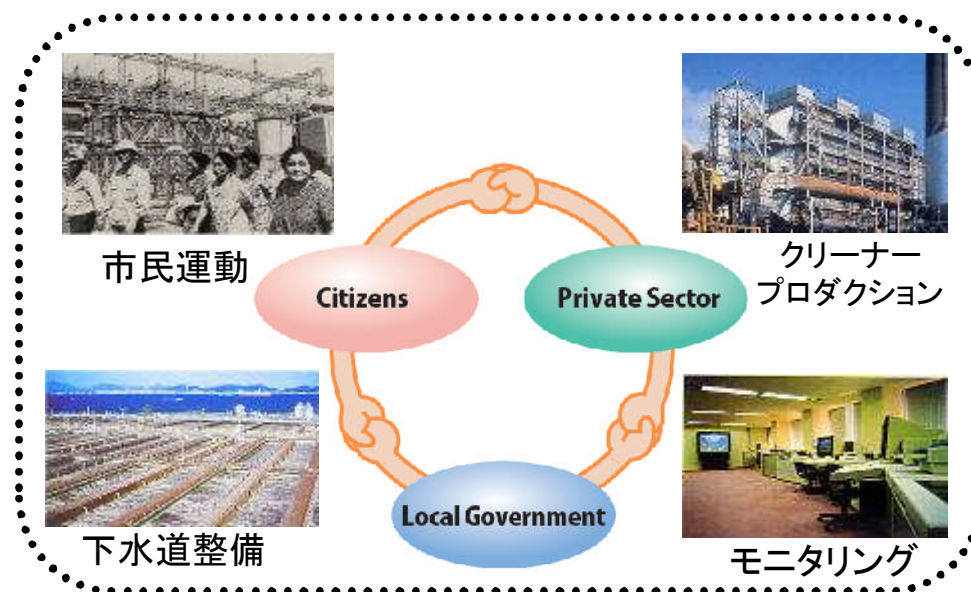 市民運動
クリーナー
プロダクション
Citizens
Private Sector
Local Government
下水道整備
モニタリング